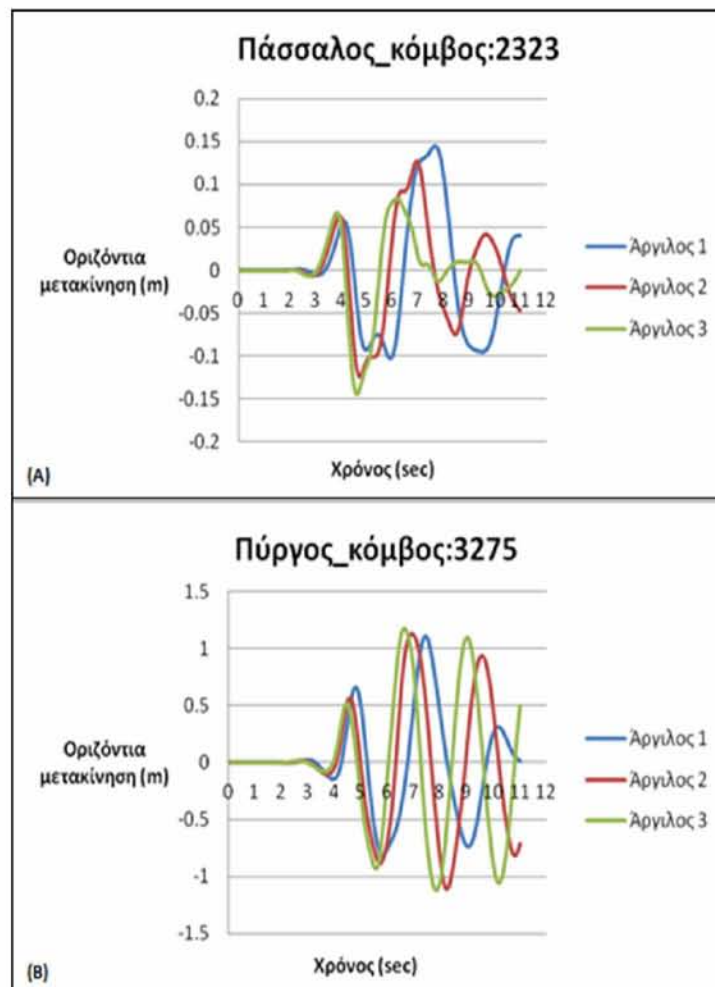 Πάσσαλος_κόμβος:2323
0.2
0.15
0.1
0.05
0
-0.05
-0.1
-0.15
-0.2
Οριζόντια
μετακίνηση (m)
0 1 2 3 4 5 6 7 8 9 10 11 12
Χρόνος (sec)
Άργιλος 1
Άργιλος 2
Άργιλος 3
(A)
Πύργος_κόμβος:3275
1.5
1
0.5
0
-0.5
-1
-1.5
Οριζόντια
μετακίνηση (m)
0 1 2 3 4 5 6 7 8 9 10 11 12
Χρόνος (sec)
Άργιλος 1
Άργιλος 2
Άργιλος 3
(B)